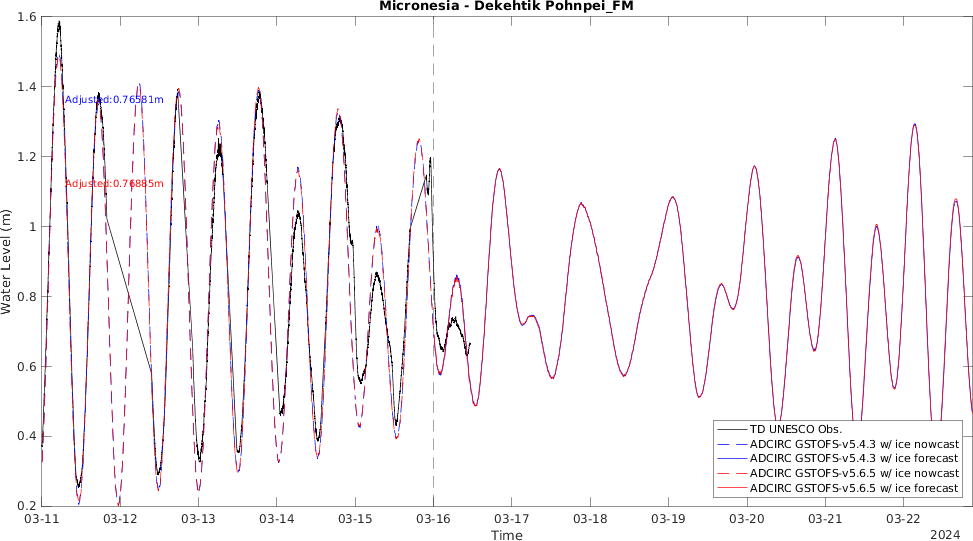 Micronesia - Dekehtik Pohnpei_FM
Water Level (m)
1.6
1.4
1.2
1
0.8
0.6
0.4
0.2
Adjusted:0.76581m
Adjusted:0.76885m
TD UNESCO Obs.
ADCIRC GSTOFS-v5.4.3 w/ ice nowcast
ADCIRC GSTOFS-v5.4.3 w/ ice forecast
ADCIRC GSTOFS-v5.6.5 w/ ice nowcast
ADCIRC GSTOFS-v5.6.5 w/ ice forecast
03-11 03-12 03-13 03-14 03-15 03-16 03-17 03-18 03-19 03-20 03-21 03-22
Time
2024